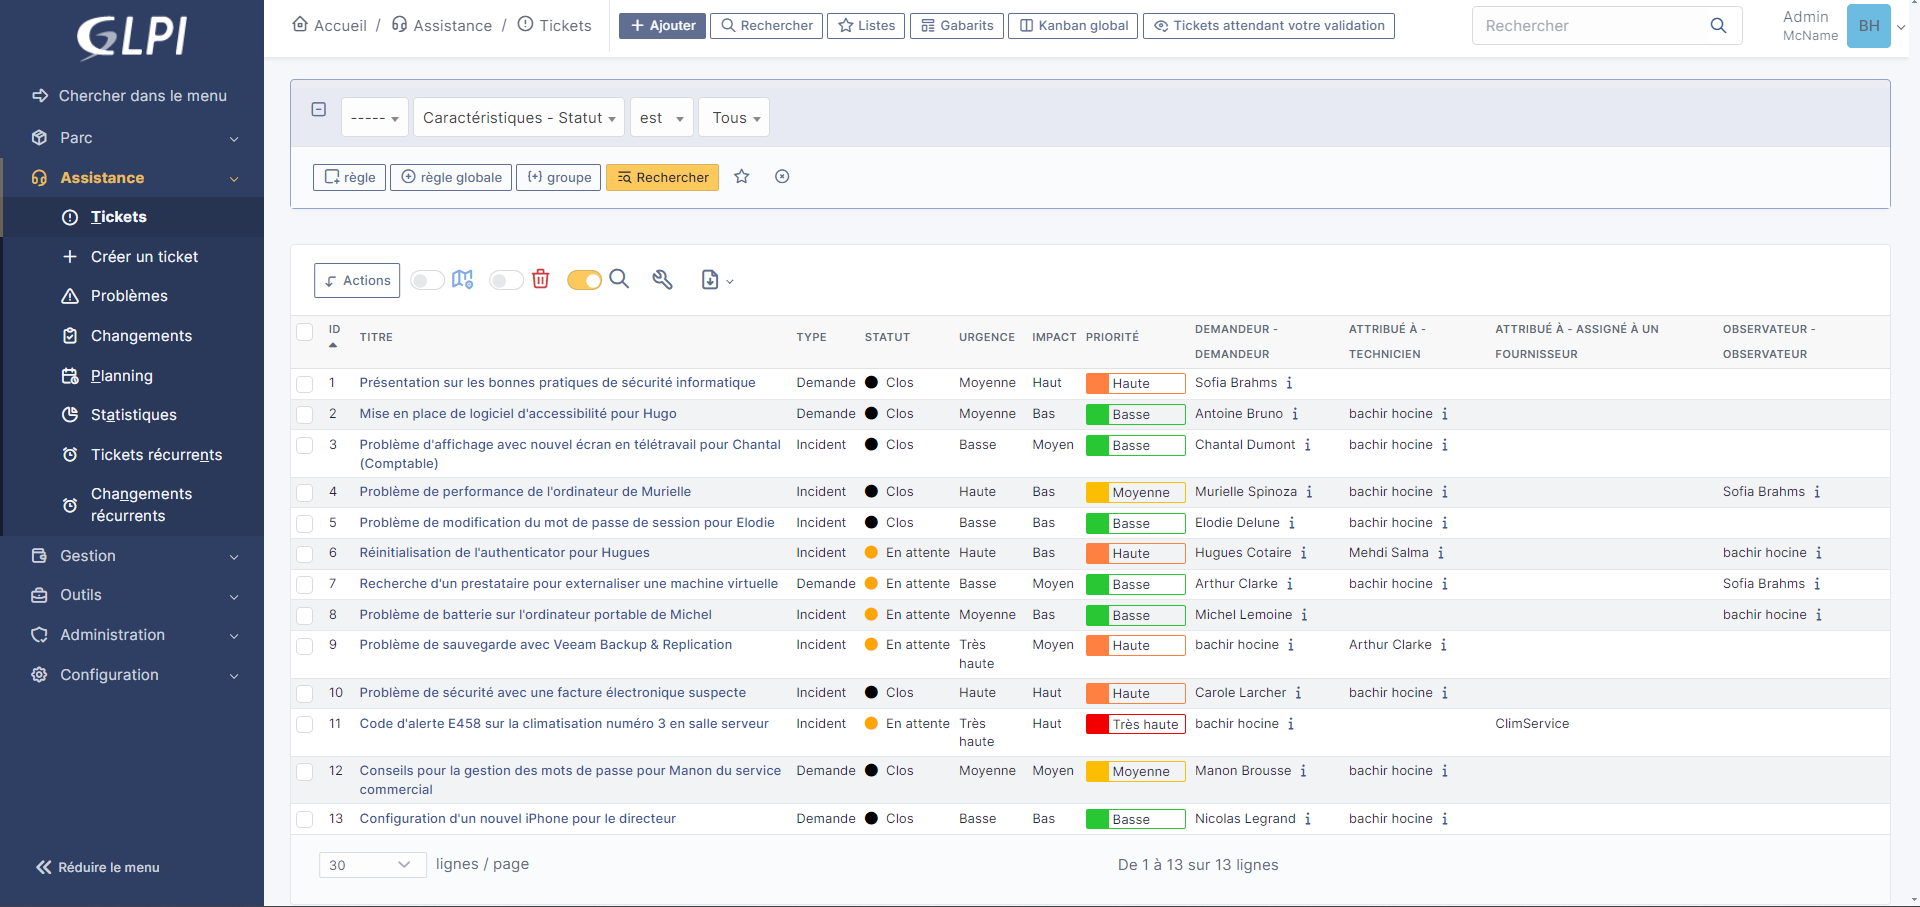 GLPI
Chercher dans le menu
Parc
Assistance
Tickets
Créer un ticket
Problèmes
Changements
Planning
Statistiques
Tickets récurrents
Changements
récurrents
Gestion
Outils
Administration
Configuration
Réduire le menu
Accueil / Assistance / Tickets
Ajouter Rechercher Listes Gabarits Kanban global Tickets attendant votre validation
Rechercher
Admin
McName
BH
----- Caractéristiques - Statut est Tous
règle règle globale groupe Rechercher
Actions
ID TITRE TYPE STATUT URGENCE IMPACT PRIORITÉ DEMANDEUR - DEMANDEUR ATTRIBUÉ À - TECHNICIEN ATTRIBUÉ À - ASSIGNÉ À UN FOURNISSEUR OBSERVATEUR - OBSERVATEUR
1 Présentation sur les bonnes pratiques de sécurité informatique Demande Clos Moyenne Haut Haute Sofia Brahms
2 Mise en place de logiciel d'accessibilité pour Hugo Demande Clos Moyenne Bas Basse Antoine Bruno bachir hocine
3 Problème d'affichage avec nouvel écran en télétravail pour Chantal (Comptable) Incident Clos Basse Moyen Basse Chantal Dumont bachir hocine
4 Problème de performance de l'ordinateur de Murielle Incident Clos Haute Bas Moyenne Murielle Spinoza bachir hocine Sofia Brahms
5 Problème de modification du mot de passe de session pour Elodie Incident Clos Basse Bas Basse Elodie Delune bachir hocine
6 Réinitialisation de l'authenticator pour Hugues Incident En attente Haute Bas Haute Hugues Cotaire Mehdi Salma bachir hocine
7 Recherche d'un prestataire pour externaliser une machine virtuelle Demande En attente Basse Moyen Basse Arthur Clarke bachir hocine Sofia Brahms
8 Problème de batterie sur l'ordinateur portable de Michel Incident En attente Moyenne Bas Basse Michel Lemoine bachir hocine
9 Problème de sauvegarde avec Veeam Backup & Replication Incident En attente Très haute Moyen Haute bachir hocine Arthur Clarke
10 Problème de sécurité avec une facture électronique suspecte Incident Clos Haute Haut Haute Carole Larcher bachir hocine
11 Code d'alerte E458 sur la climatisation numéro 3 en salle serveur Incident En attente Très haute Haut Très haute bachir hocine ClimService
12 Conseils pour la gestion des mots de passe pour Manon du service commercial Demande Clos Moyenne Moyen Moyenne Manon Brousse bachir hocine
13 Configuration d'un nouvel iPhone pour le directeur Demande Clos Basse Bas Basse Nicolas Legrand bachir hocine
30 lignes / page De 1 à 13 sur 13 lignes